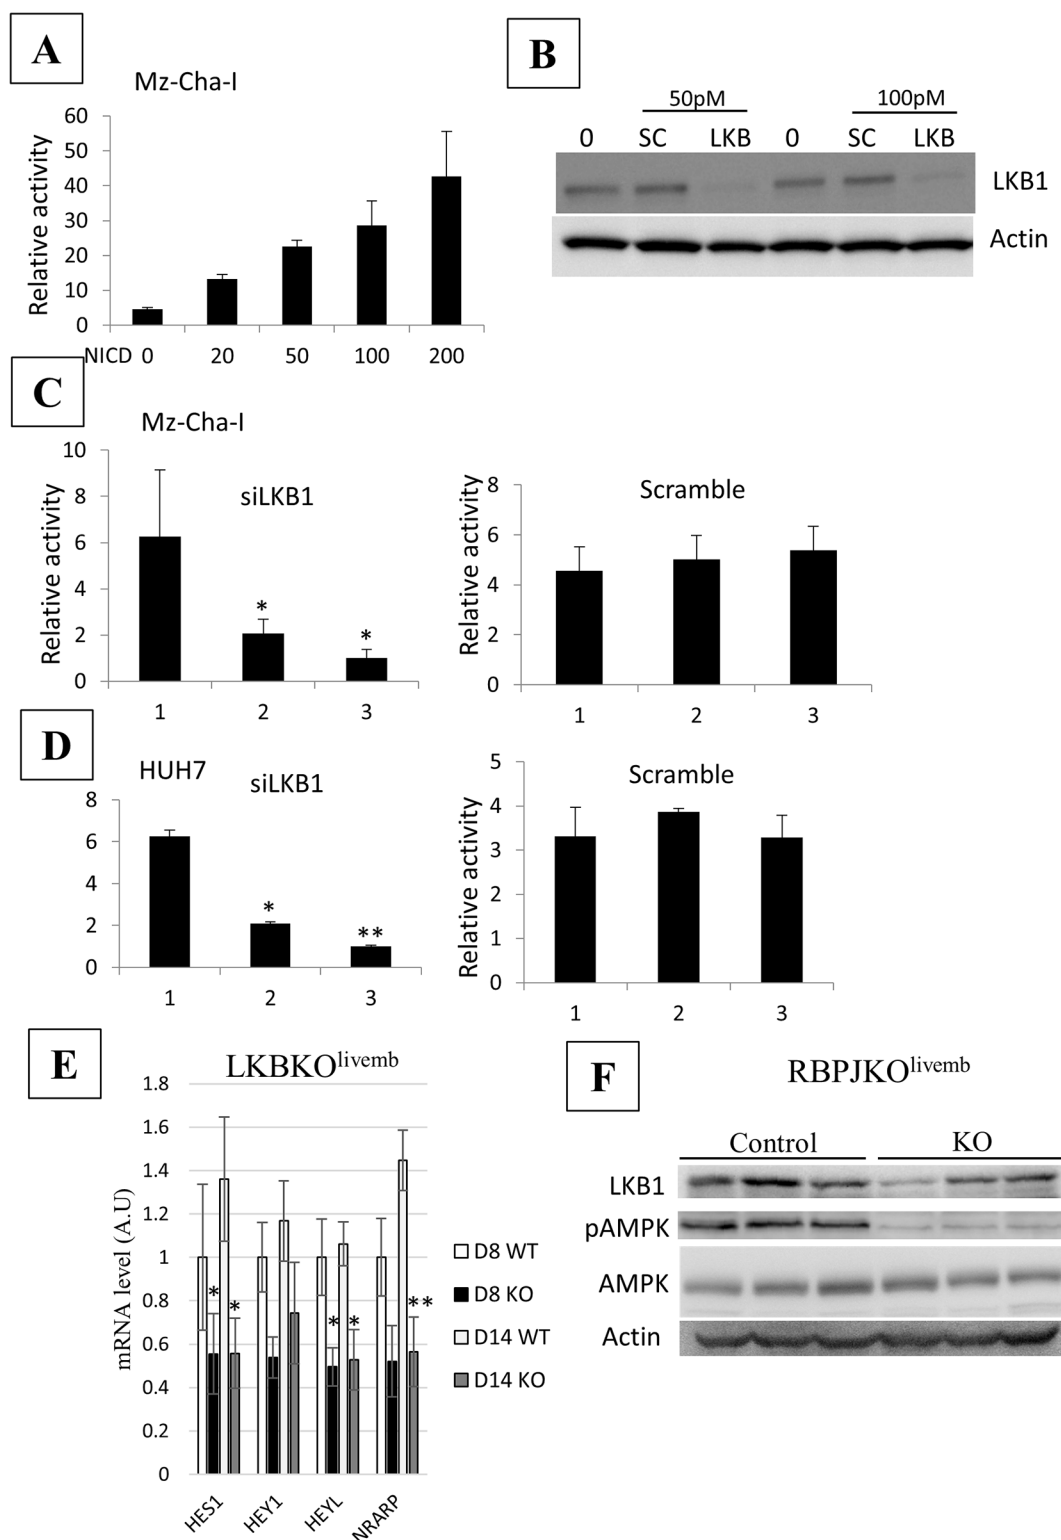 A
Mz-Cha-I
Relative activity
60
50
40
30
20
10
0
NICD 0 20 50 100 200
B
50pM 100pM
0 SC LKB 0 SC LKB
LKB1
Actin
C
Mz-Cha-I
siLKB1
Relative activity
10
8
6
4
2
0
* *
1 2 3
Scramble
Relative activity
8
6
4
2
0
1 2 3
D
HUH7
siLKB1
8
6
4
2
0
* **
1 2 3
Scramble
Relative activity
5
4
3
2
1
0
1 2 3
E
LKBKOlivemb
mRNA level (A.U)
1.8
1.6
1.4
1.2
1
0.8
0.6
0.4
0.2
0
* * * * **
HES1 HEY1 HEYL NRARP
D8 WT
D8 KO
D14 WT
D14 KO
F
RBPJKOlivemb
Control KO
LKB1
pAMPK
AMPK
Actin